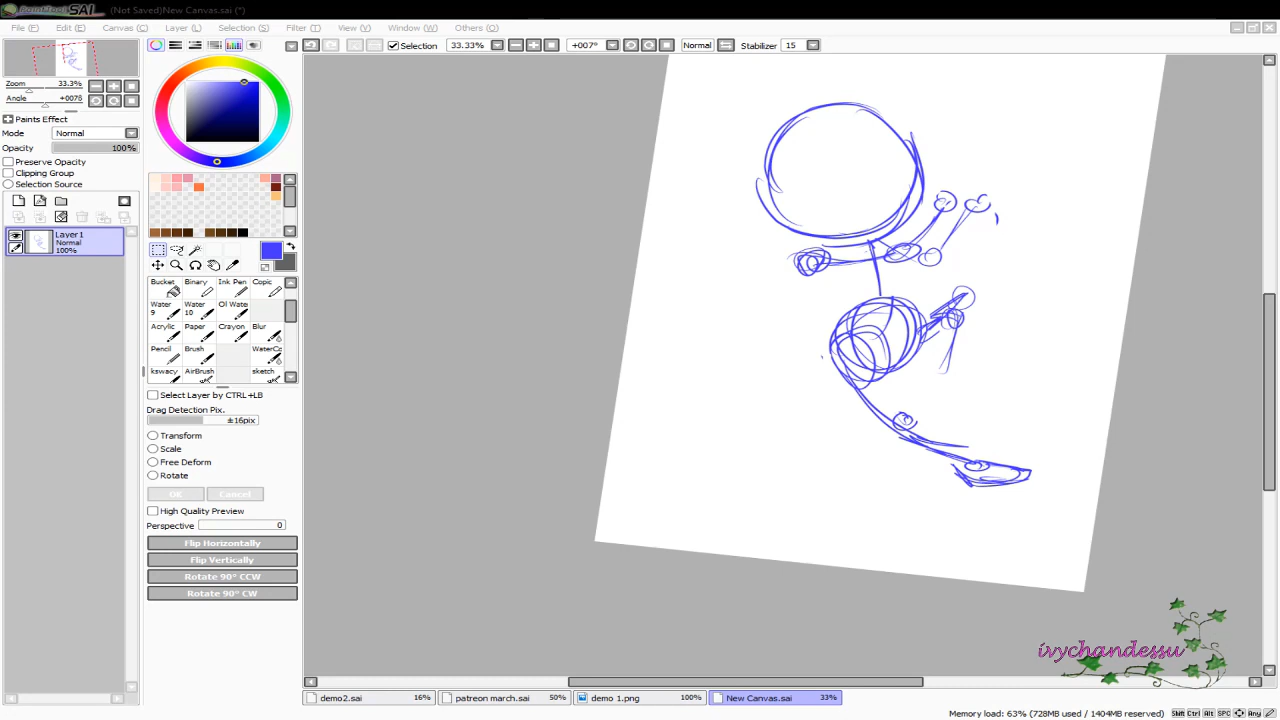 PaintTool SAI (Not Saved)New Canvas.sai (*)
File (F) Edit (E) Canvas (C) Layer (L) Selection (S) Filter (T) View (V) Window (W) Others (O)
Selection 33.33% +007° Normal Stabilizer 15
Zoom 33.3%
Angle +007ß
Paints Effect
Mode Normal
Opacity 100%
Preserve Opacity
Clipping Group
Selection Source
Layer 1
Normal
100%
Bucket Binary Ink Pen Copic
Water 9 Water 10 Ol Wate
Acrylic Paper Crayon Blur
Pencil Brush WaterCo
kswacy AirBrush sketch
Select Layer by CTRL+LB
Drag Detection Pix.
±16pix
Transform
Scale
Free Deform
Rotate
OK Cancel
High Quality Preview
Perspective 0
Flip Horizontally
Flip Vertically
Rotate 90° CCW
Rotate 90° CW
ivychandessu
demo2.sai 16% patreon march.sai 50% demo 1.png 100% New Canvas.sai 33%
Memory load: 63% (728MB used / 1404MB reserved) Shift Ctrl Alt SPC Any